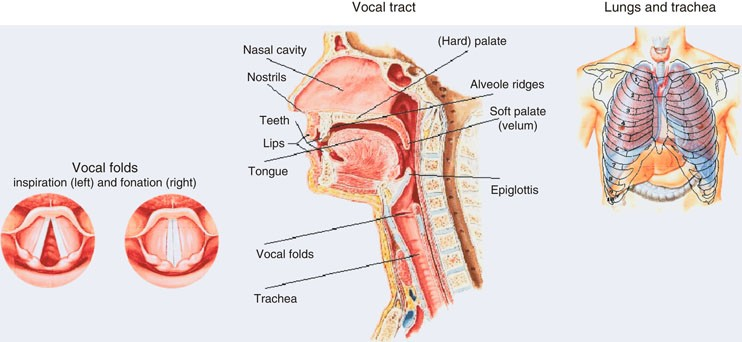 Vocal tract
Lungs and trachea
(Hard) palate
Nasal cavity
Nostrils
Alveole ridges
Teeth
Soft palate
(velum)
Lips
Tongue
Vocal folds
inspiration (left) and fonation (right)
Epiglottis
Vocal folds
Trachea